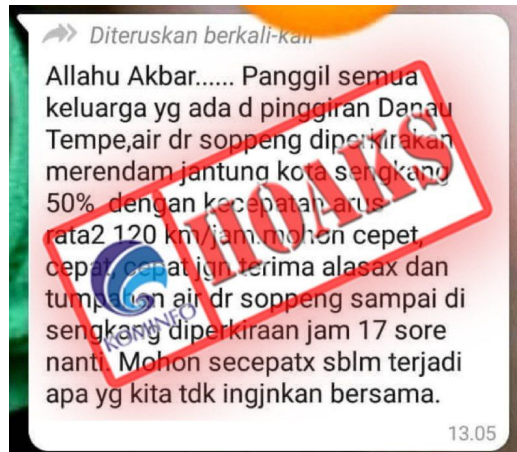 Diteruskan berkali-kali
Allahu Akbar...... Panggil semua
keluarga yg ada d pinggiran Danau
Tempe,air dr soppeng diperkirakan
merendam jantung kota sengkang
50% dengan kecepatan arus
rata2 120 km/jam.mohon cepet,
cepat, cepat jgn terima alasax dan
tumpahan air dr soppeng sampai di
sengkang diperkiraan jam 17 sore
nanti. Mohon secepatx sblm terjadi
apa yg kita tdk ingjnkan bersama.
13.05
HOAKS
KOMINFO